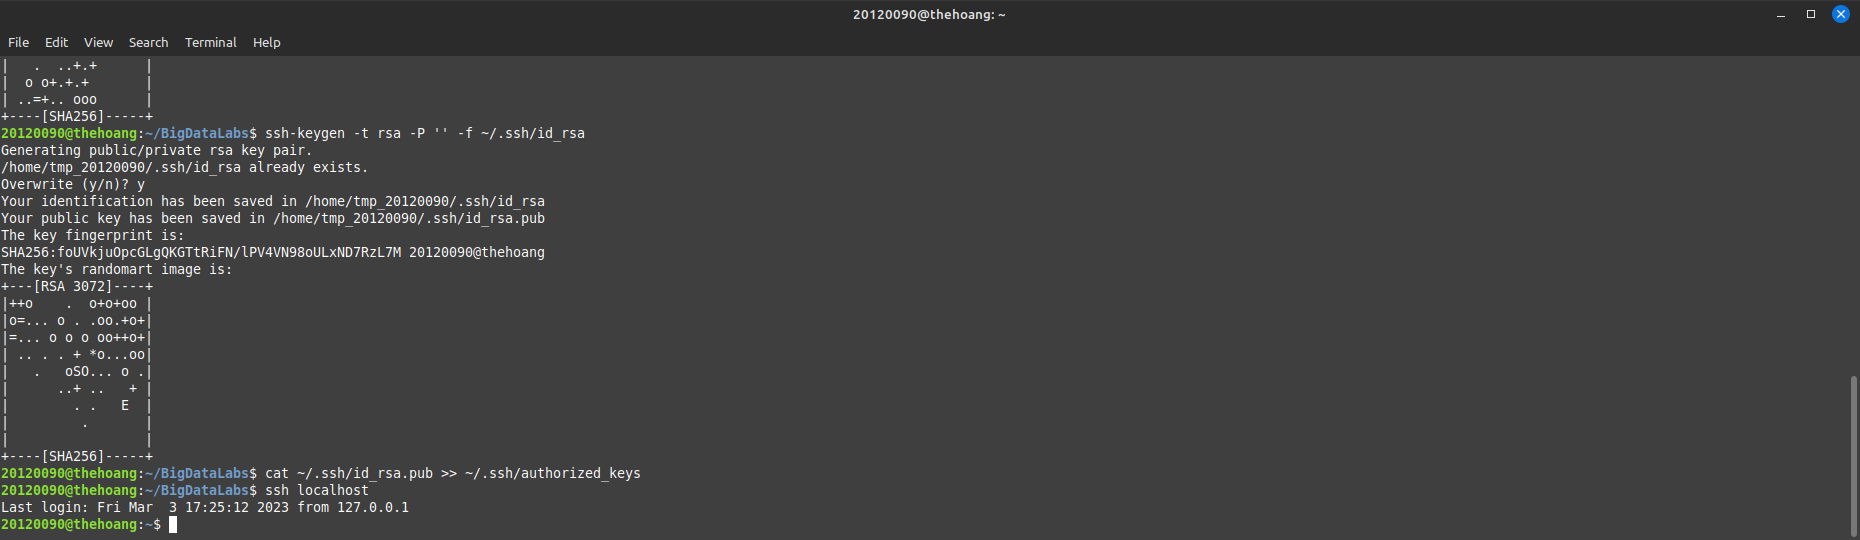 20120090@thehoang: ~
File Edit View Search Terminal Help
|   .  ..+.+      |
|  o o+.+.+       |
| ..=+.. ooo      |
+----[SHA256]-----+
20120090@thehoang:~/BigDataLabs$ ssh-keygen -t rsa -P '' -f ~/.ssh/id_rsa
Generating public/private rsa key pair.
/home/tmp_20120090/.ssh/id_rsa already exists.
Overwrite (y/n)? y
Your identification has been saved in /home/tmp_20120090/.ssh/id_rsa
Your public key has been saved in /home/tmp_20120090/.ssh/id_rsa.pub
The key fingerprint is:
SHA256:foUVkjuOpcGLgQKGTtRiFN/lPV4VN98oULxND7RzL7M 20120090@thehoang
The key's randomart image is:
+---[RSA 3072]----+
|++o    .  o+o+oo |
|o=... o . .oo.+o+|
|=... o o o oo++o+|
| .. . . + *o...oo|
|   .   oSO... o .|
|      ..+ ..   + |
|        . .   E  |
|         .       |
|                 |
+----[SHA256]-----+
20120090@thehoang:~/BigDataLabs$ cat ~/.ssh/id_rsa.pub >> ~/.ssh/authorized_keys
20120090@thehoang:~/BigDataLabs$ ssh localhost
Last login: Fri Mar  3 17:25:12 2023 from 127.0.0.1
20120090@thehoang:~$